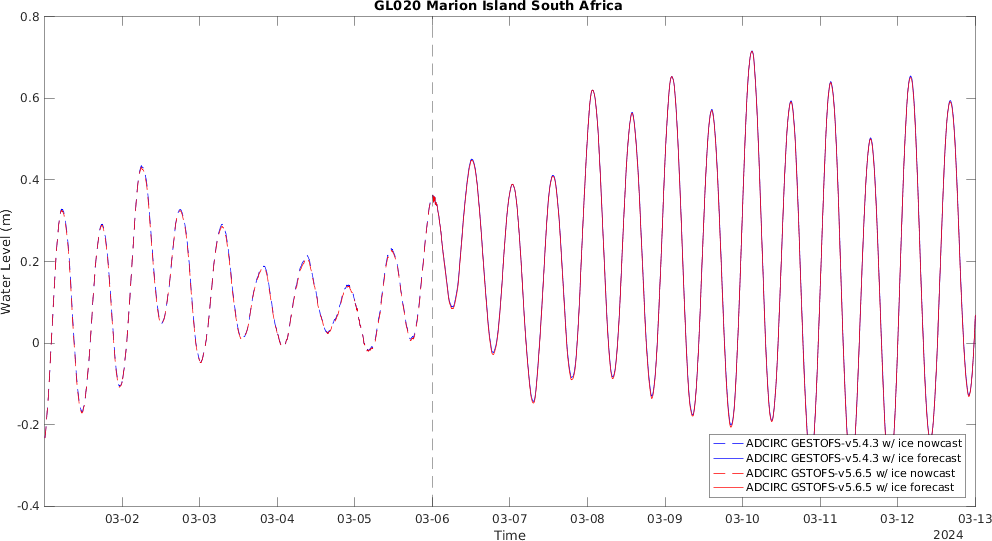 GL020 Marion Island South Africa
Water Level (m)
0.8
0.6
0.4
0.2
0
-0.2
-0.4
ADCIRC GESTOFS-v5.4.3 w/ ice nowcast
ADCIRC GESTOFS-v5.4.3 w/ ice forecast
ADCIRC GSTOFS-v5.6.5 w/ ice nowcast
ADCIRC GSTOFS-v5.6.5 w/ ice forecast
03-02 03-03 03-04 03-05 03-06 03-07 03-08 03-09 03-10 03-11 03-12 03-13
Time
2024